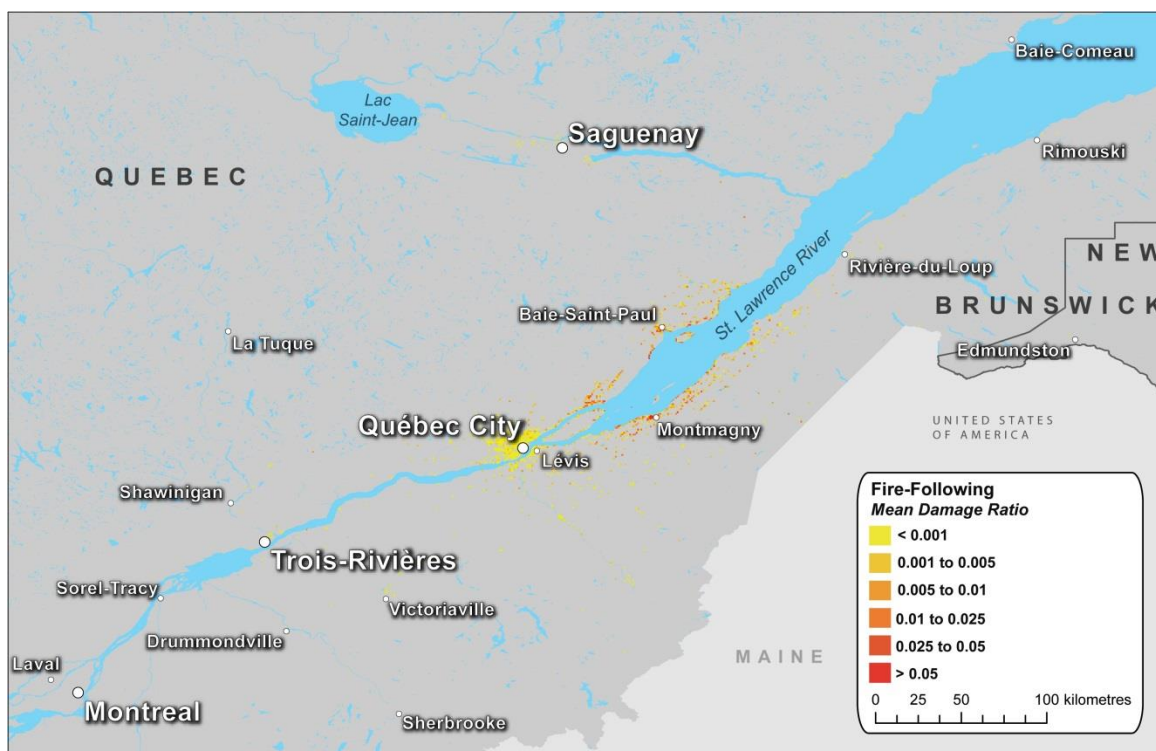 Baie-Comeau
Lac
Saint-Jean
Saguenay
Rimouski
QUEBEC
St. Lawrence River
Rivière-du-Loup
NEW
BRUNSWICK
Baie-Saint-Paul
La Tuque
Edmundston
UNITED STATES
OF AMERICA
Québec City
Montmagny
Lévis
Shawinigan
Trois-Rivières
Sorel-Tracy
Victoriaville
Drummondville
MAINE
Laval
Montreal
Sherbrooke
Fire-Following
Mean Damage Ratio
< 0.001
0.001 to 0.005
0.005 to 0.01
0.01 to 0.025
0.025 to 0.05
> 0.05
0 25 50 100 kilometres